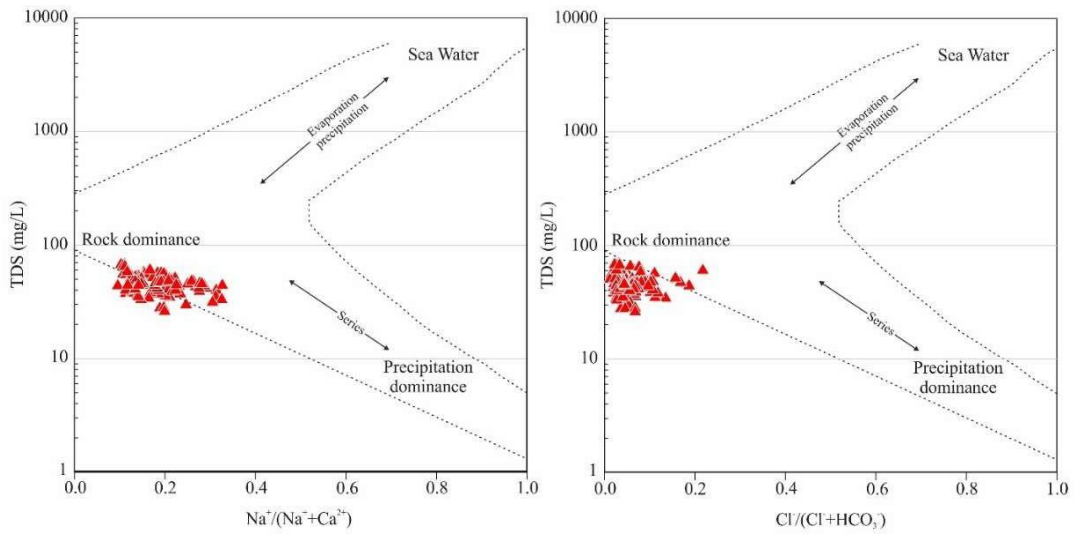 10000
1000
100
10
1
TDS (mg/L)
Sea Water
Evaporation
precipitation
Rock dominance
Series
Precipitation
dominance
0.0 0.2 0.4 0.6 0.8 1.0
Na⁺/(Na⁺+Ca²⁺)
10000
1000
100
10
1
TDS (mg/L)
Sea Water
Evaporation
precipitation
Rock dominance
Series
Precipitation
dominance
0.0 0.2 0.4 0.6 0.8 1.0
Cl⁻/(Cl⁻+HCO₃⁻)